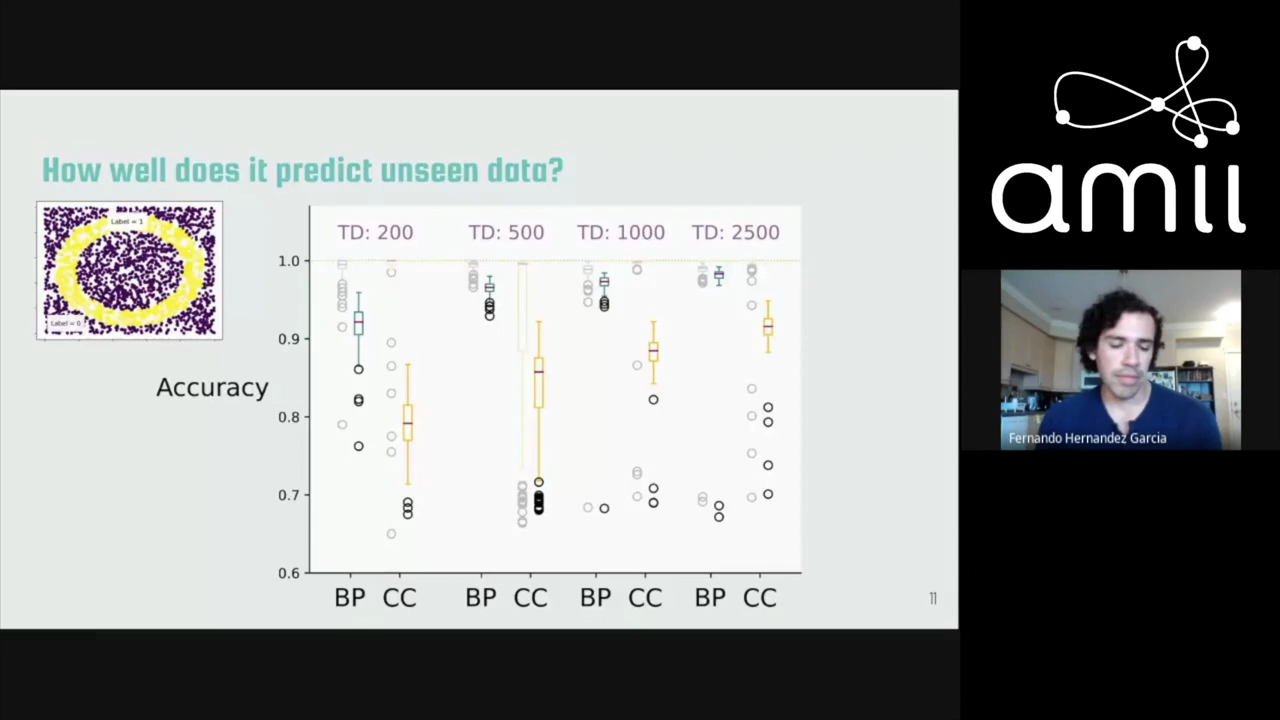 How well does it predict unseen data?
Label = 1
Label = 0
TD: 200 TD: 500 TD: 1000 TD: 2500
1.0
0.9
Accuracy
0.8
0.7
0.6
BP CC BP CC BP CC BP CC
11
amii
Fernando Hernandez Garcia